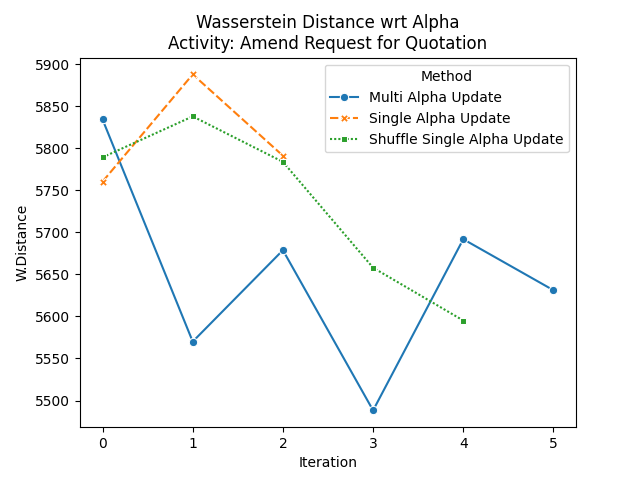 Wasserstein Distance wrt Alpha
Activity: Amend Request for Quotation
Method
Multi Alpha Update
Single Alpha Update
Shuffle Single Alpha Update
W.Distance
5900
5850
5800
5750
5700
5650
5600
5550
5500
0 1 2 3 4 5
Iteration